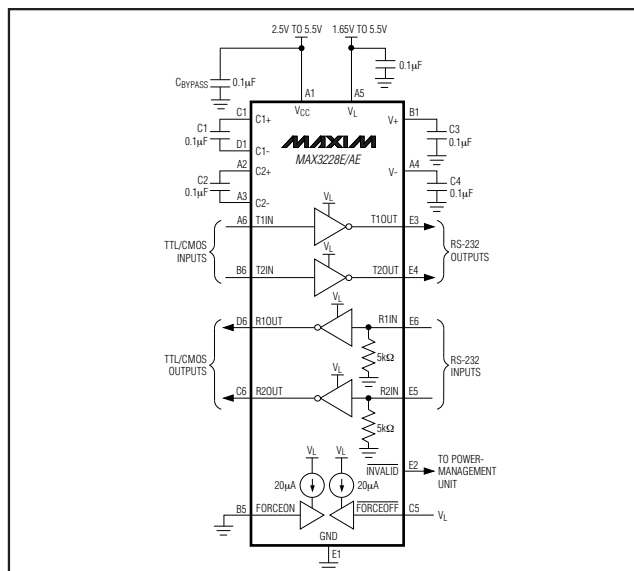 2.5V TO 5.5V 1.65V TO 5.5V
0.1μF
CBYPASS
0.1μF
A1 A5
VCC VL
C1 C1+ V+ B1
C1
0.1μF
C3
0.1μF
MAXIM
MAX3228E/AE
D1 C1-
A2 C2+ V- A4
C2
0.1μF
C4
0.1μF
A3 C2-
VL
A6 T1IN T1OUT E3
TTL/CMOS
INPUTS
RS-232
OUTPUTS
VL
B6 T2IN T2OUT E4
VL
D6 R1OUT R1IN E6
5kΩ
TTL/CMOS
OUTPUTS
RS-232
INPUTS
VL
C6 R2OUT R2IN E5
5kΩ
INVALID E2
TO POWER-
MANAGEMENT
UNIT
VL VL
20μA 20μA
B5 FORCEON FORCEOFF C5 VL
GND
E1